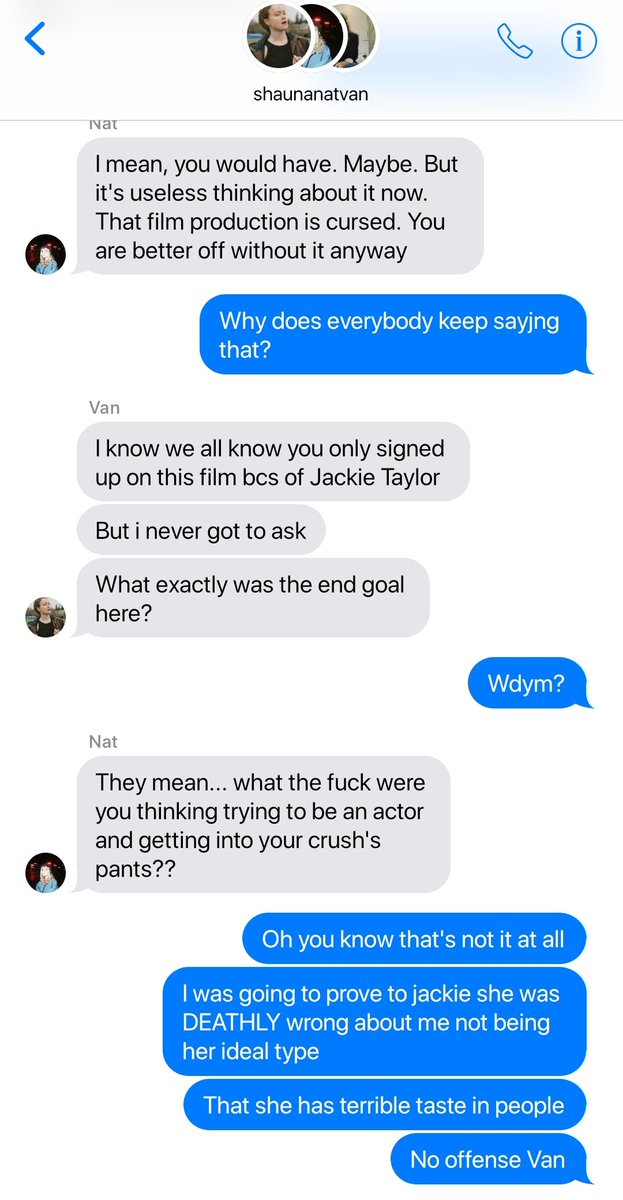 shaunanatvan
Nat
I mean, you would have. Maybe. But
it's useless thinking about it now.
That film production is cursed. You
are better off without it anyway
Why does everybody keep sayjng
that?
Van
I know we all know you only signed
up on this film bcs of Jackie Taylor
But i never got to ask
What exactly was the end goal
here?
Wdym?
Nat
They mean... what the fuck were
you thinking trying to be an actor
and getting into your crush's
pants??
Oh you know that's not it at all
I was going to prove to jackie she was
DEATHLY wrong about me not being
her ideal type
That she has terrible taste in people
No offense Van